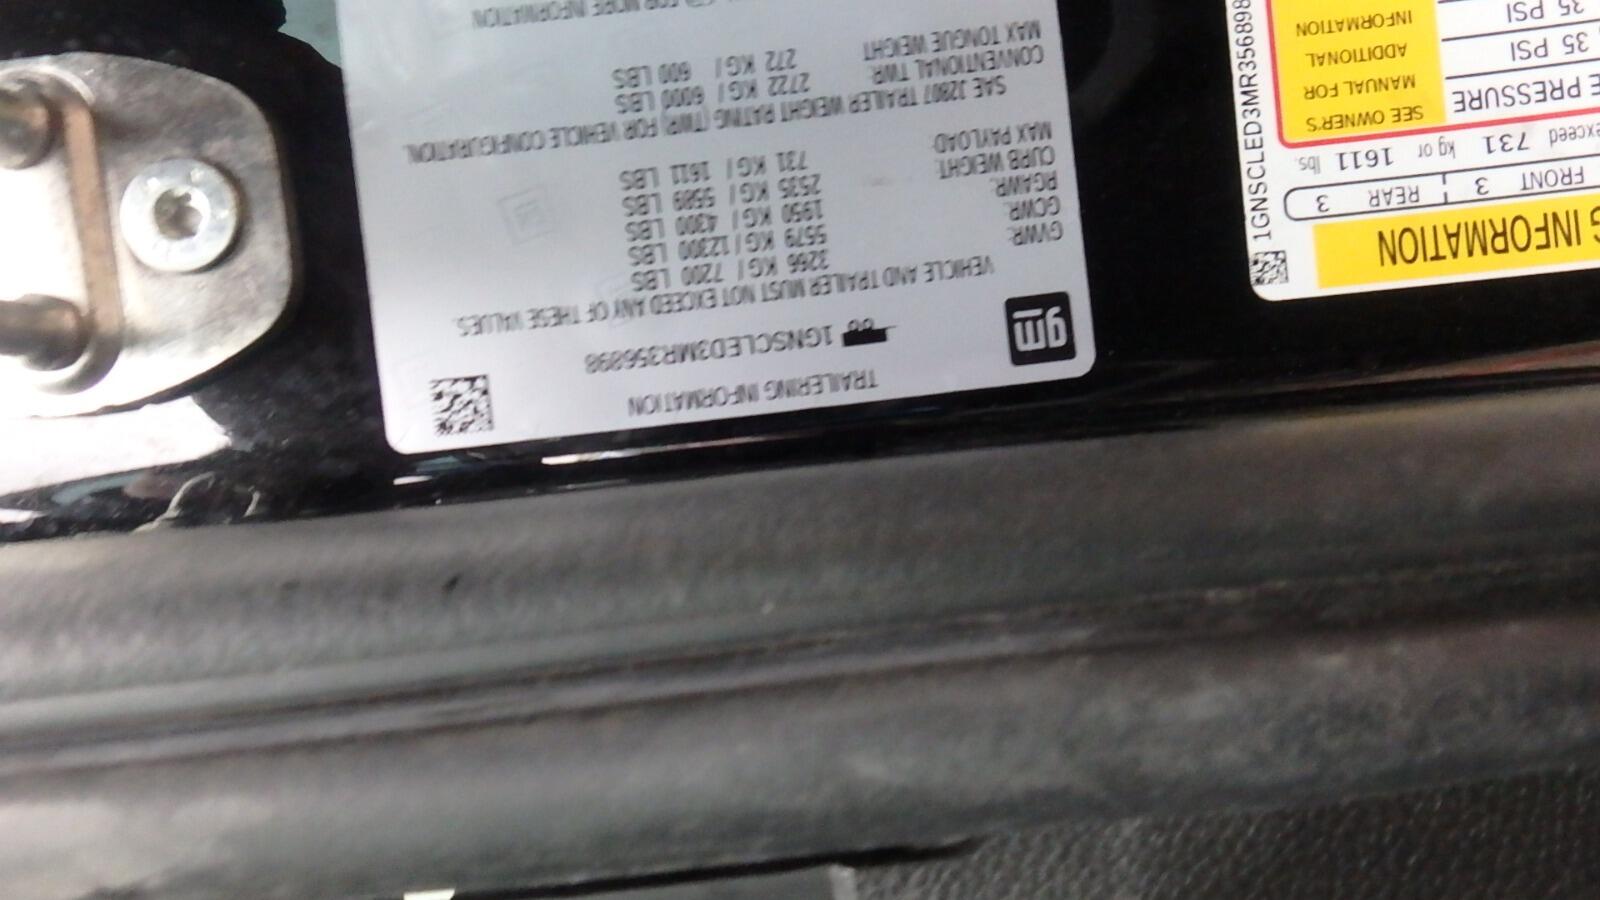 TRAILERING INFORMATION
1GNSCLED3MR356898
gm
VEHICLE AND TRAILER MUST NOT EXCEED ANY OF THESE VALUES.
GVWR: 3266 KG / 7200 LBS
GCWR: 5579 KG / 12300 LBS
RGAWR: 1950 KG / 4300 LBS
CURB WEIGHT: 2535 KG / 5589 LBS
MAX PAYLOAD: 731 KG / 1611 LBS
SAE J2807 TRAILER WEIGHT RATING (TWR) FOR VEHICLE CONFIGURATION.
CONVENTIONAL TWR: 2722 KG / 6000 LBS
MAX TONGUE WEIGHT 272 KG / 600 LBS
FOR MORE INFORMATION
G INFORMATION
FRONT 3 REAR 3
exceed 731 kg or 1611 lbs.
E PRESSURE
35 PSI
35 PSI
SEE OWNER'S
MANUAL FOR
ADDITIONAL
INFORMATION
1GNSCLED3MR356898